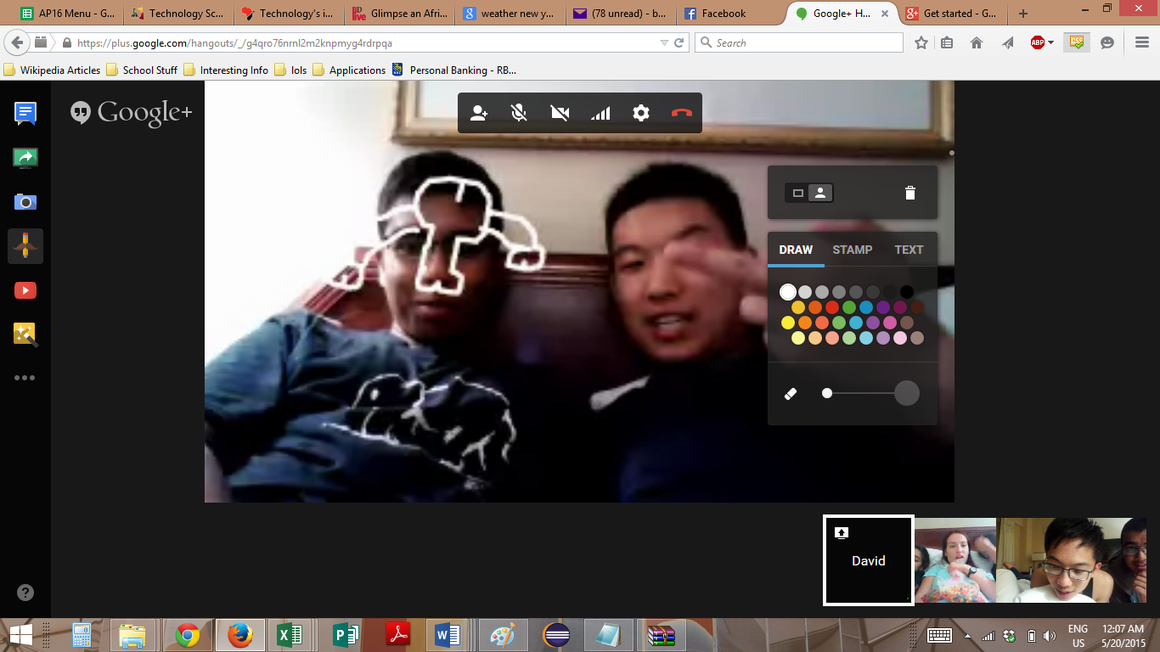 AP16 Menu - G...
Technology Sc...
Technology's i...
Glimpse an Afri...
weather new y...
(78 unread) - b...
Facebook
Google+ H...
Get started - G...
https://plus.google.com/hangouts/_/g4qro76nrnl2m2knpmyg4rdrpqa
Search
ABP
Wikipedia Articles
School Stuff
Interesting Info
lols
Applications
Personal Banking - RB...
Google+
DRAW STAMP TEXT
David
ENG
US
12:07 AM
5/20/2015